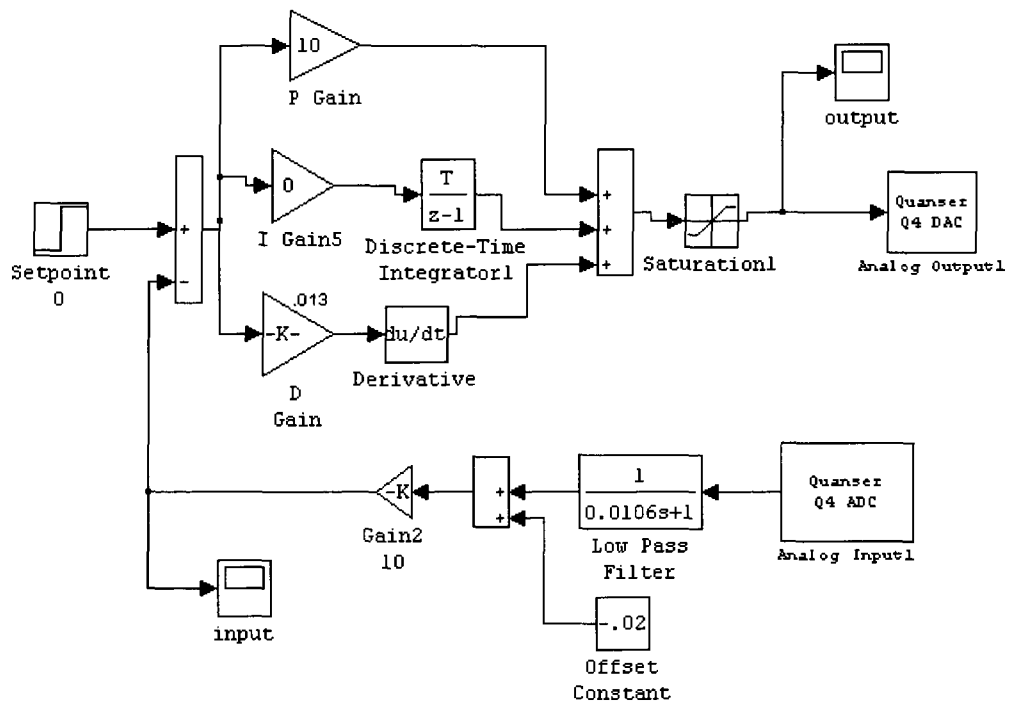 10
P Gain
output
0
I Gain5
T
z-1
Discrete-Time
Integrator1
+
-
+
+
+
Saturation1
Quanser
Q4 DAC
Analog Output1
Setpoint
0
.013
-K-
D
Gain
du/dt
Derivative
-K
Gain2
10
+
+
1
0.0106s+1
Low Pass
Filter
Quanser
Q4 ADC
Analog Input1
input
-.02
Offset
Constant